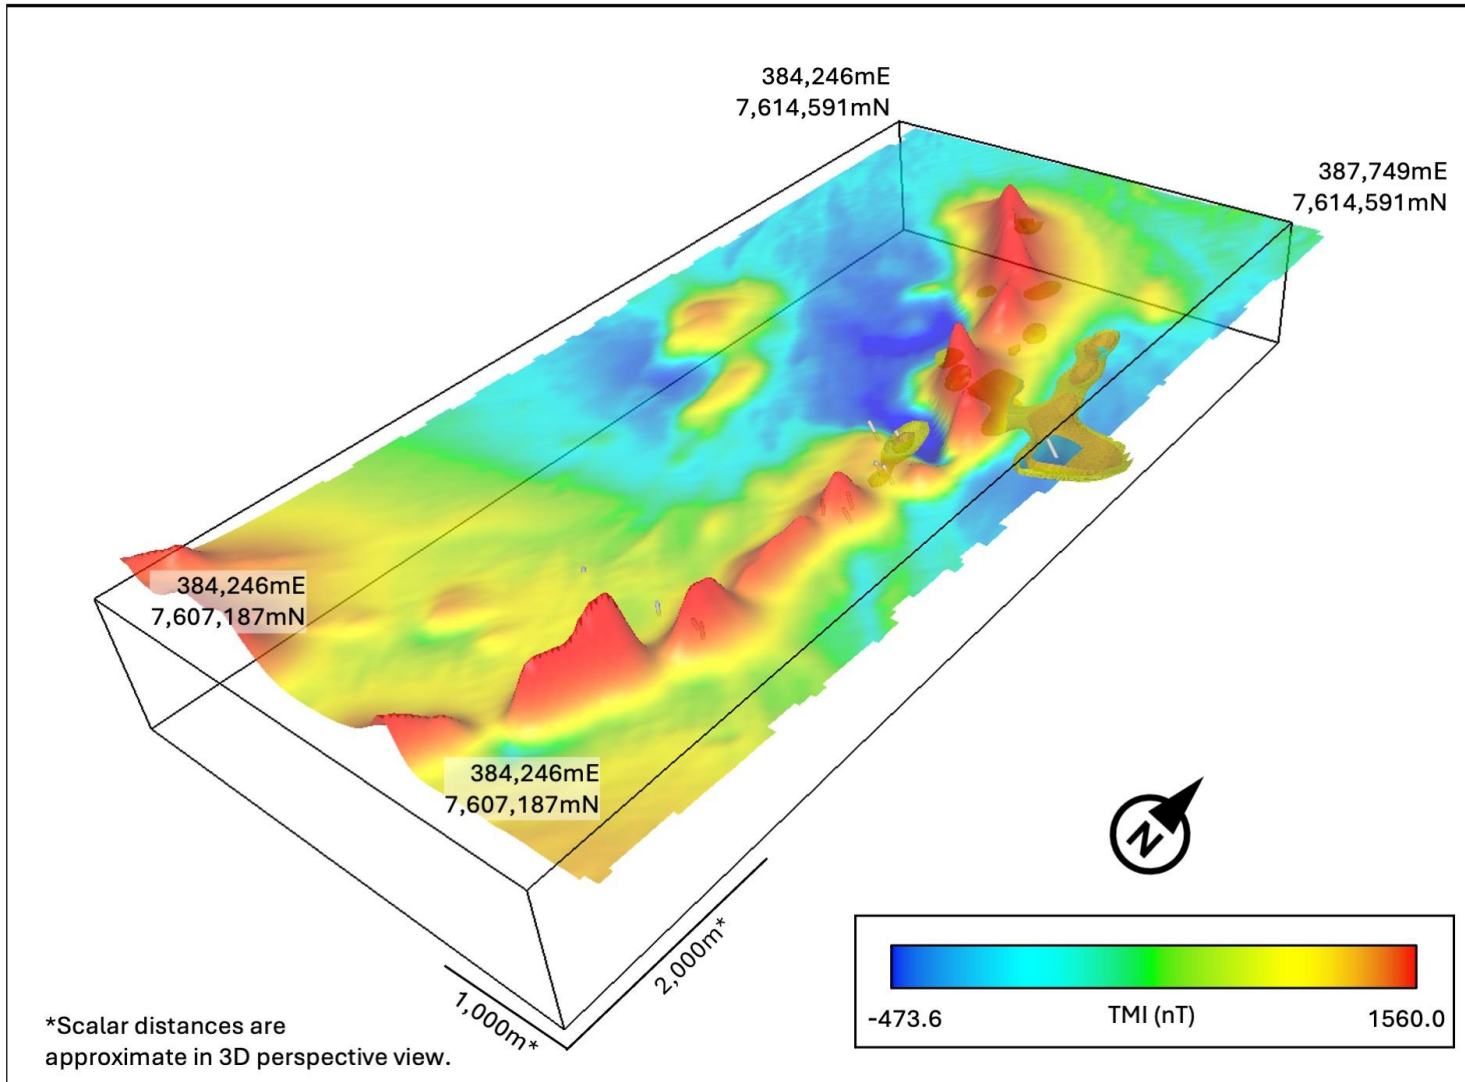 384,246mE
7,614,591mN
387,749mE
7,614,591mN
384,246mE
7,607,187mN
384,246mE
7,607,187mN
N
2,000m*
1,000m*
*Scalar distances are
approximate in 3D perspective view.
-473.6 TMI (nT) 1560.0